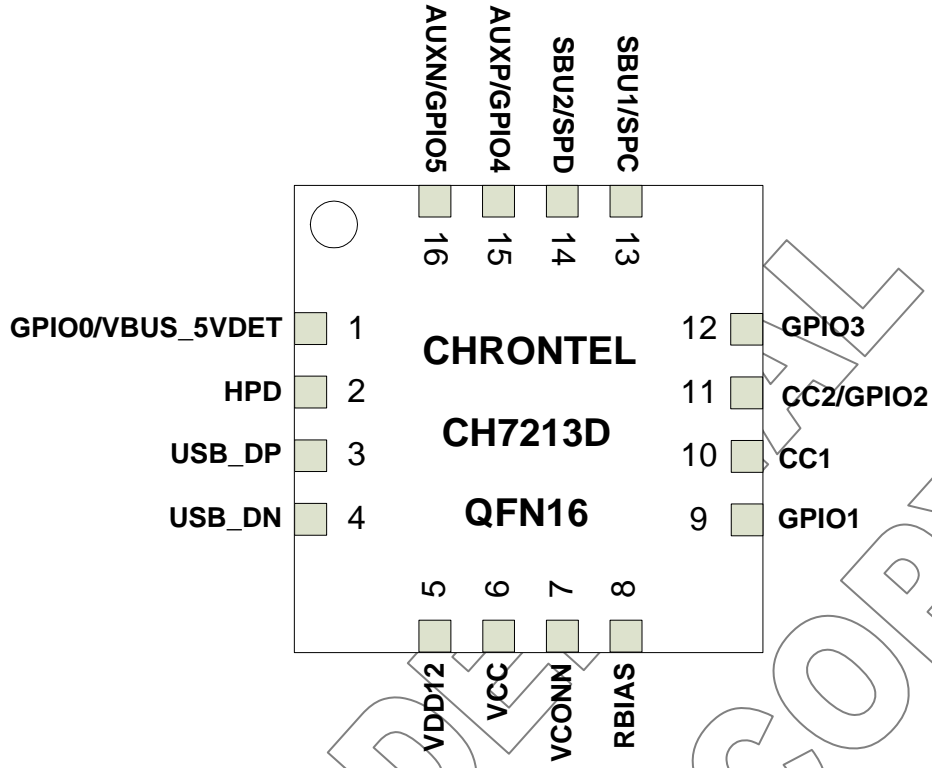 AUXN/GPIO5
AUXP/GPIO4
SBU2/SPD
SBU1/SPC
16
15
14
13
GPIO0/VBUS_5VDET
1
HPD
2
USB_DP
3
USB_DN
4
CHRONTEL
CH7213D
QFN16
12
GPIO3
11
CC2/GPIO2
10
CC1
9
GPIO1
5
6
7
8
VDD12
VCC
VCONN
RBIAS